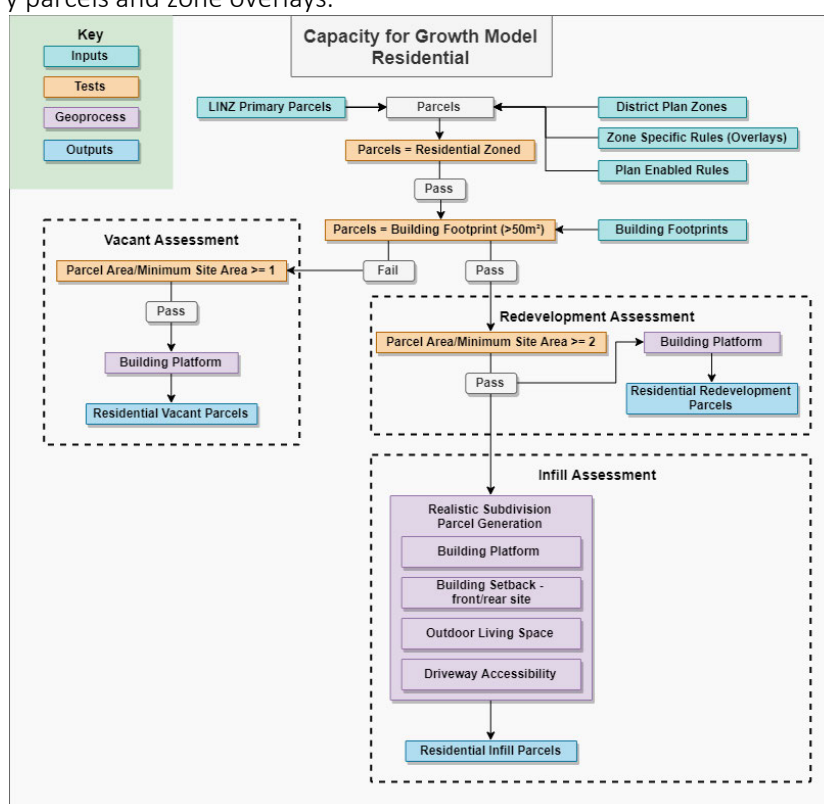 y parcels and zone overlays.
Key
Inputs
Tests
Geoprocess
Outputs
Capacity for Growth Model
Residential
LINZ Primary Parcels
Parcels
District Plan Zones
Zone Specific Rules (Overlays)
Plan Enabled Rules
Parcels = Residential Zoned
Pass
Parcels = Building Footprint (>50m²)
Building Footprints
Fail
Pass
Vacant Assessment
Parcel Area/Minimum Site Area >= 1
Pass
Building Platform
Residential Vacant Parcels
Redevelopment Assessment
Parcel Area/Minimum Site Area >= 2
Pass
Building Platform
Residential Redevelopment
Parcels
Infill Assessment
Realistic Subdivision
Parcel Generation
Building Platform
Building Setback -
front/rear site
Outdoor Living Space
Driveway Accessibility
Residential Infill Parcels